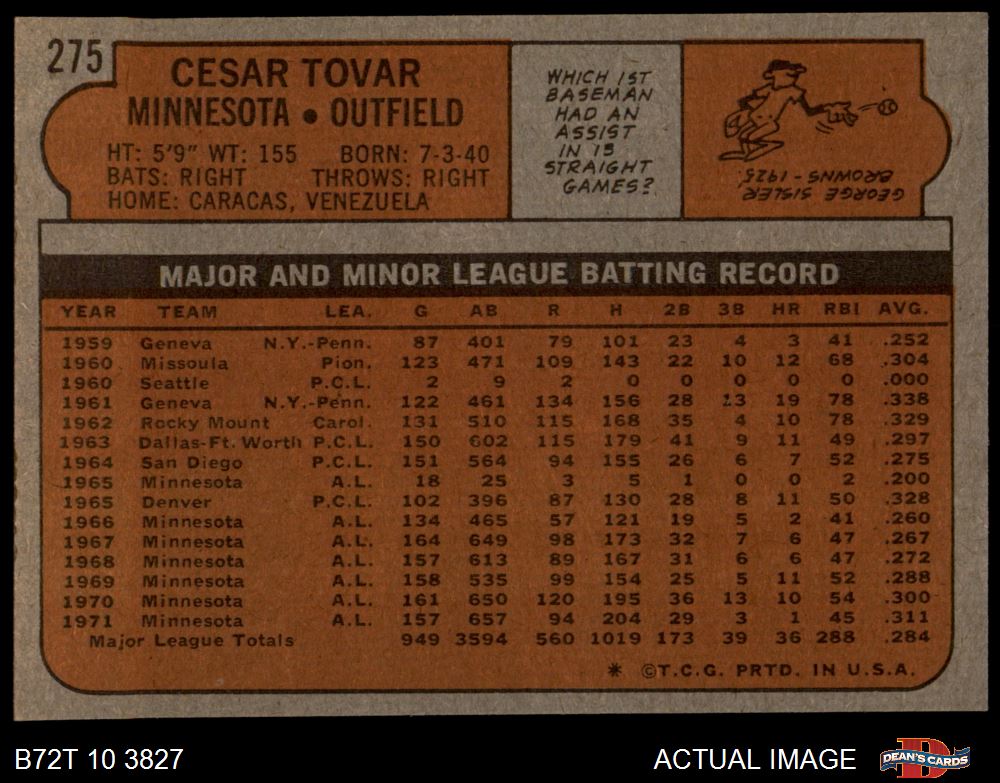 275
CESAR TOVAR
MINNESOTA • OUTFIELD
HT: 5'9" WT: 155 BORN: 7-3-40
BATS: RIGHT THROWS: RIGHT
HOME: CARACAS, VENEZUELA
WHICH 1ST
BASEMAN
HAD AN
ASSIST
IN 13
STRAIGHT
GAMES?
GEORGE SISLER,
BROWNS - 1925.
MAJOR AND MINOR LEAGUE BATTING RECORD
YEAR TEAM LEA. G AB R H 2B 3B HR RBI AVG.
1959 Geneva N.Y.-Penn. 87 401 79 101 23 4 3 41 .252
1960 Missoula Pion. 123 471 109 143 22 10 12 68 .304
1960 Seattle P.C.L. 2 9 2 0 0 0 0 0 .000
1961 Geneva N.Y.-Penn. 122 461 134 156 28 13 19 78 .338
1962 Rocky Mount Carol. 131 510 115 168 35 4 10 78 .329
1963 Dallas-Ft. Worth P.C.L. 150 602 115 179 41 9 11 49 .297
1964 San Diego P.C.L. 151 564 94 155 26 6 7 52 .275
1965 Minnesota A.L. 18 25 3 5 1 0 0 2 .200
1965 Denver P.C.L. 102 396 87 130 28 8 11 50 .328
1966 Minnesota A.L. 134 465 57 121 19 5 2 41 .260
1967 Minnesota A.L. 164 649 98 173 32 7 6 47 .267
1968 Minnesota A.L. 157 613 89 167 31 6 6 47 .272
1969 Minnesota A.L. 158 535 99 154 25 5 11 52 .288
1970 Minnesota A.L. 161 650 120 195 36 13 10 54 .300
1971 Minnesota A.L. 157 657 94 204 29 3 1 45 .311
Major League Totals 949 3594 560 1019 173 39 36 288 .284
* ©T.C.G. PRTD. IN U.S.A.
B72T 10 3827
ACTUAL IMAGE
DEAN'S CARDS